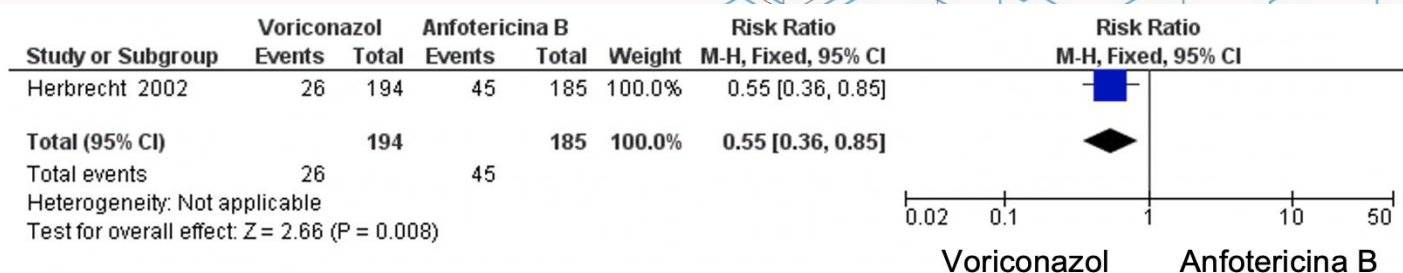 Voriconazol Anfotericina B Risk Ratio Risk Ratio
Study or Subgroup Events Total Events Total Weight M-H, Fixed, 95% CI M-H, Fixed, 95% CI
Herbrecht 2002 26 194 45 185 100.0% 0.55 [0.36, 0.85]
Total (95% CI) 194 185 100.0% 0.55 [0.36, 0.85]
Total events 26 45
Heterogeneity: Not applicable
Test for overall effect: Z = 2.66 (P = 0.008)
0.02 0.1 1 10 50
Voriconazol Anfotericina B